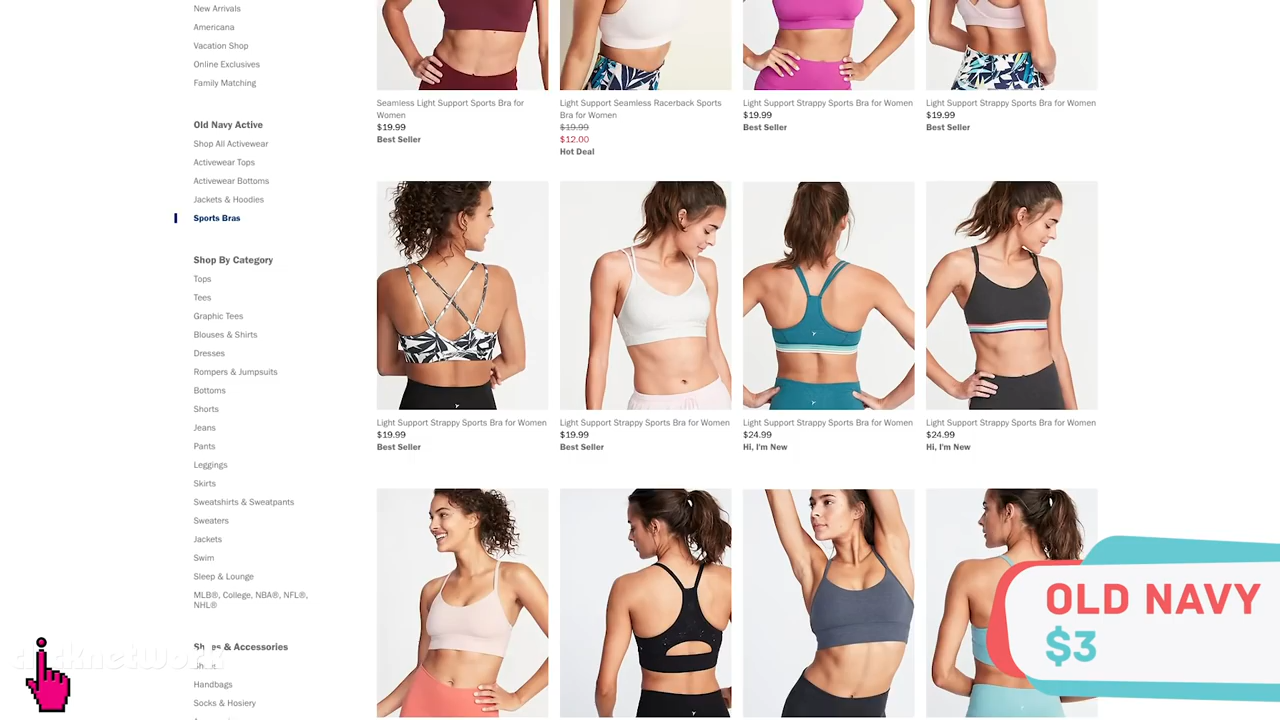 New Arrivals
Americana
Vacation Shop
Online Exclusives
Family Matching
Old Navy Active
Shop All Activewear
Activewear Tops
Activewear Bottoms
Jackets & Hoodies
Sports Bras
Shop By Category
Tops
Tees
Graphic Tees
Blouses & Shirts
Dresses
Rompers & Jumpsuits
Bottoms
Shorts
Jeans
Pants
Leggings
Skirts
Sweatshirts & Sweatpants
Sweaters
Jackets
Swim
Sleep & Lounge
MLB®, College, NBA®, NFL®,
NHL®
Shoes & Accessories
Handbags
Socks & Hosiery
Seamless Light Support Sports Bra for
Women
$19.99
Best Seller
Light Support Seamless Racerback Sports
Bra for Women
$19.99
$12.00
Hot Deal
Light Support Strappy Sports Bra for Women
$19.99
Best Seller
Light Support Strappy Sports Bra for Women
$19.99
Best Seller
Light Support Strappy Sports Bra for Women
$19.99
Best Seller
Light Support Strappy Sports Bra for Women
$19.99
Best Seller
Light Support Strappy Sports Bra for Women
$24.99
Hi, I'm New
Light Support Strappy Sports Bra for Women
$24.99
Hi, I'm New
OLD NAVY
$3
clicknetwork